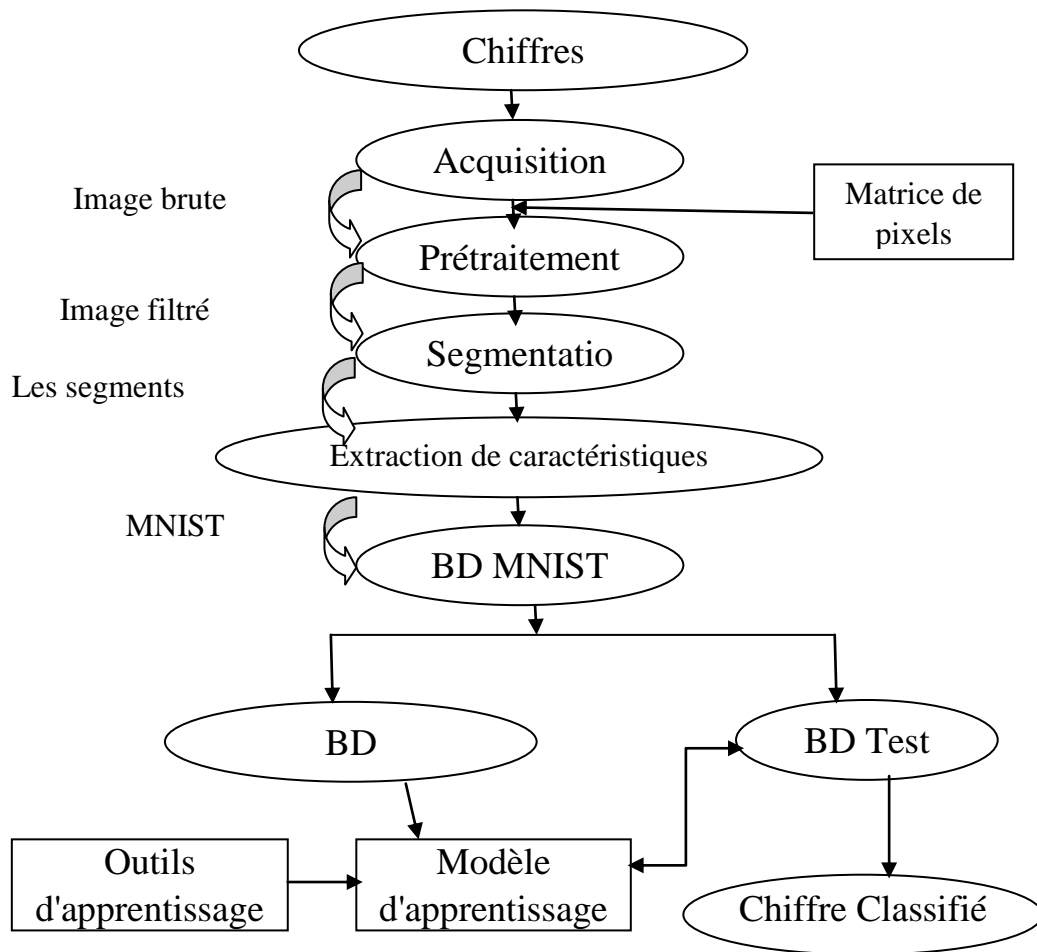 Chiffres
Acquisition
Image brute
Matrice de
pixels
Prétraitement
Image filtré
Segmentatio
Les segments
Extraction de caractéristiques
MNIST
BD MNIST
BD
BD Test
Outils
d'apprentissage
Modèle
d'apprentissage
Chiffre Classifié